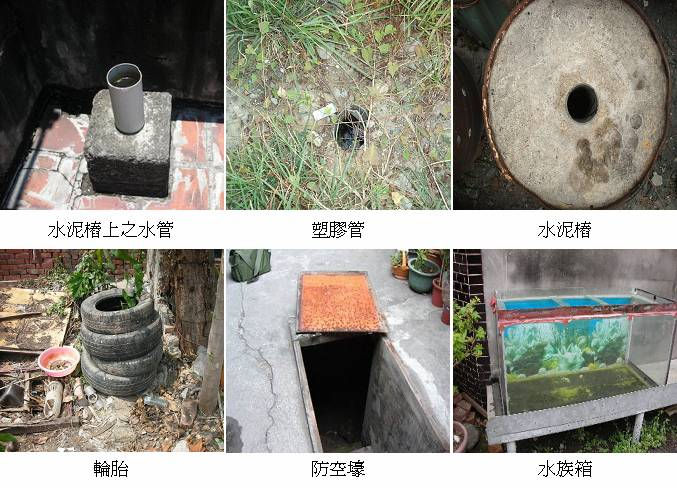 水泥樁上之水管
塑膠管
水泥樁
輪胎
防空壕
水族箱